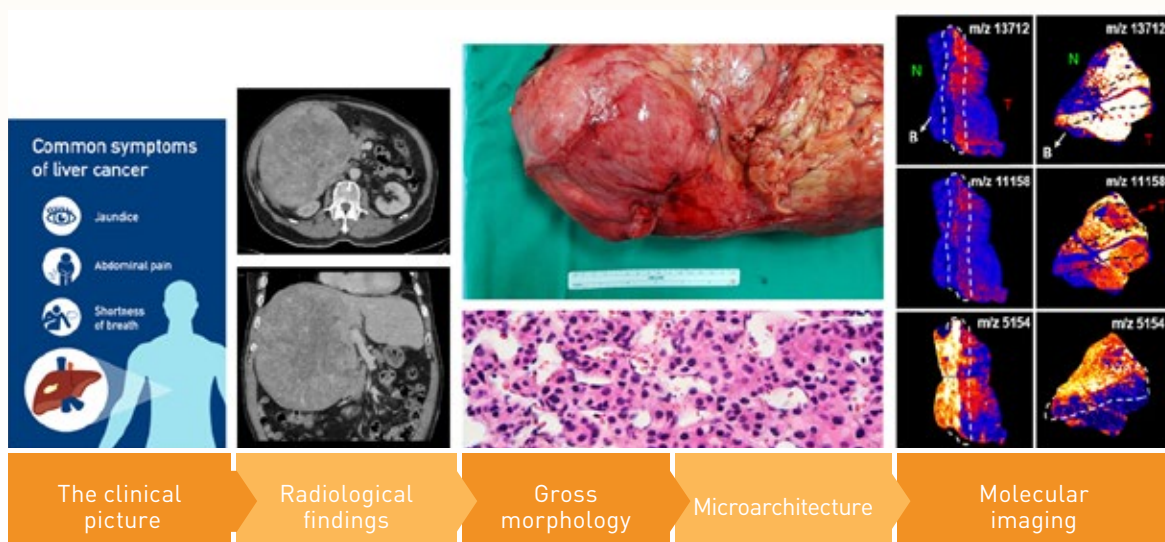 Common symptoms
of liver cancer
Jaundice
Abdominal pain
Shortness
of breath
m/z 13712
N
T
B
m/z 13712
N
T
B
m/z 11158
m/z 11158
T
m/z 5154
m/z 5154
The clinical
picture
Radiological
findings
Gross
morphology
Microarchitecture
Molecular
imaging